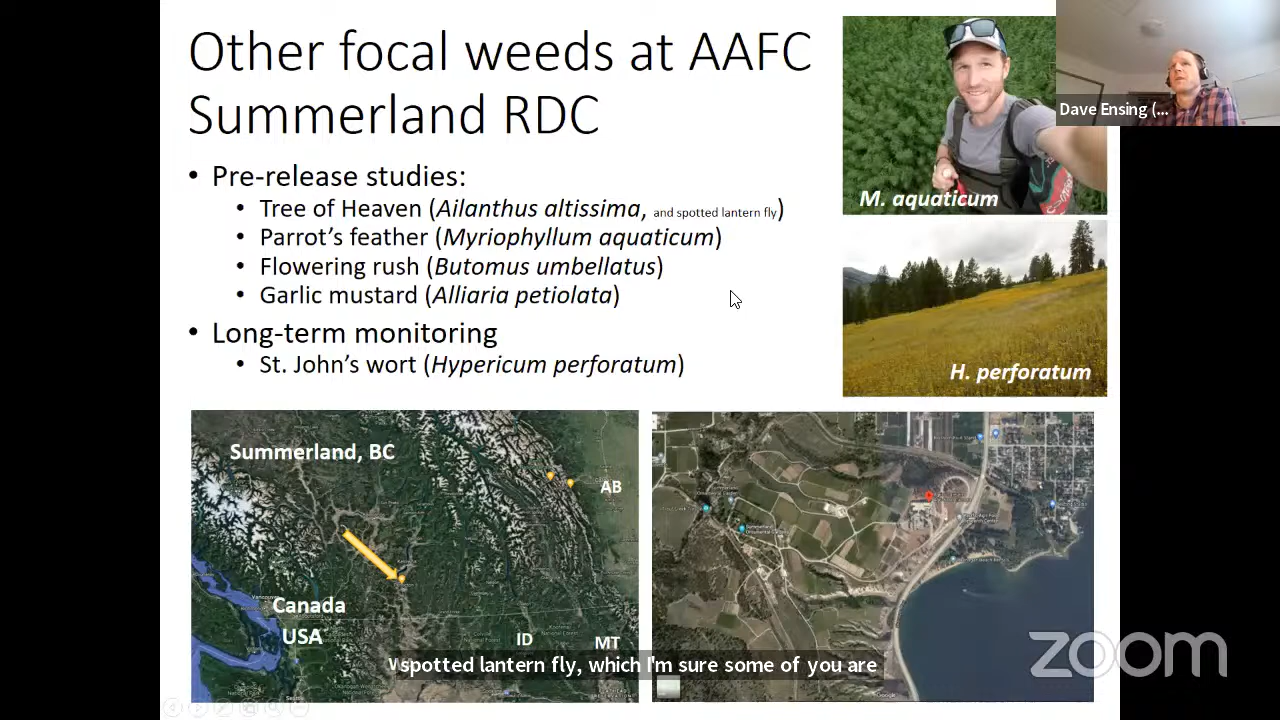 Other focal weeds at AAFC
Summerland RDC
• Pre-release studies:
• Tree of Heaven (Ailanthus altissima, and spotted lantern fly)
• Parrot's feather (Myriophyllum aquaticum)
• Flowering rush (Butomus umbellatus)
• Garlic mustard (Alliaria petiolata)
• Long-term monitoring
• St. John's wort (Hypericum perforatum)
Dave Ensing (...
M. aquaticum
H. perforatum
Summerland, BC
AB
Canada
USA
ID
MT
spotted lantern fly, which I'm sure some of you are
zoom